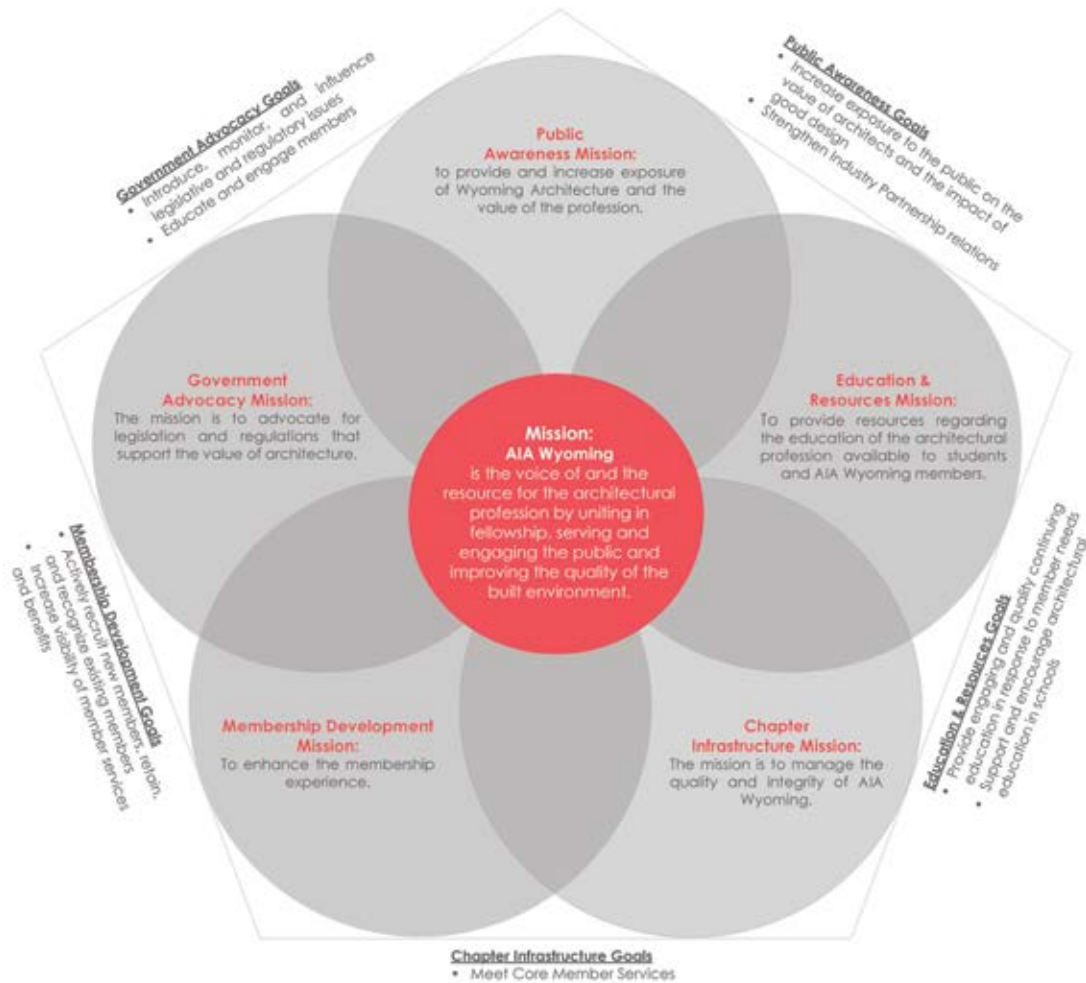 Government Advocacy Goals
• Introduce, monitor, and influence
legislative and regulatory issues
• Educate and engage members
Public Awareness Goals
• Increase exposure to the public on the
value of architects and the impact of
good design
• Strengthen Industry Partnership relations
Public
Awareness Mission:
to provide and increase exposure
of Wyoming Architecture and the
value of the profession.
Government
Advocacy Mission:
The mission is to advocate for
legislation and regulations that
support the value of architecture.
Education &
Resources Mission:
To provide resources regarding
the education of the architectural
profession available to students
and AIA Wyoming members.
Mission:
AIA Wyoming
is the voice of and the
resource for the architectural
profession by uniting in
fellowship, serving and
engaging the public and
improving the quality of the
built environment.
Membership Development Goals
• Actively recruit new members, retain,
and recognize existing members
• Increase visibility of member services
and benefits
Education & Resources Goals
• Provide engaging and quality continuing
education in response to member needs
• Support and encourage architectural
education in schools
Membership Development
Mission:
To enhance the membership
experience.
Chapter
Infrastructure Mission:
The mission is to manage the
quality and integrity of AIA
Wyoming.
Chapter Infrastructure Goals
• Meet Core Member Services